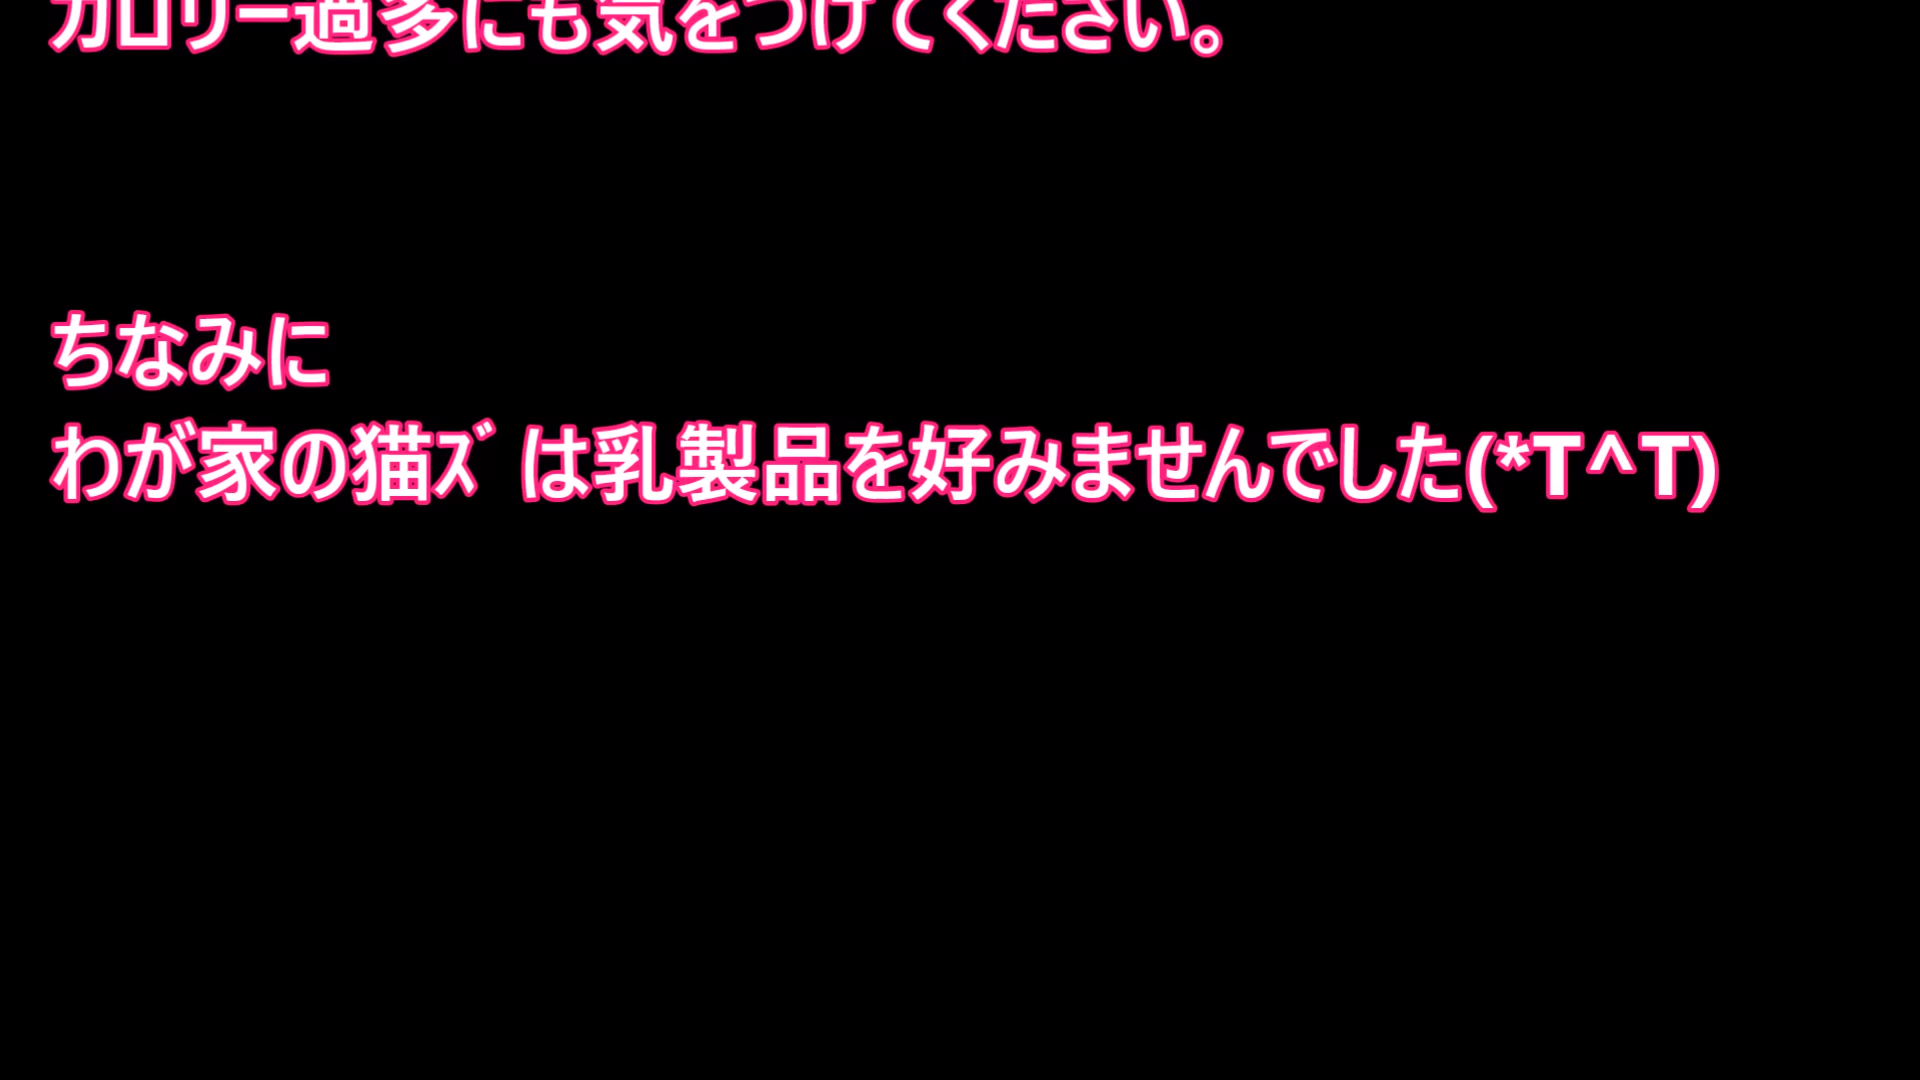 カロリー過多にも気をつけてください。
ちなみに
わが家の猫ｽﾞは乳製品を好みませんでした(*T^T)